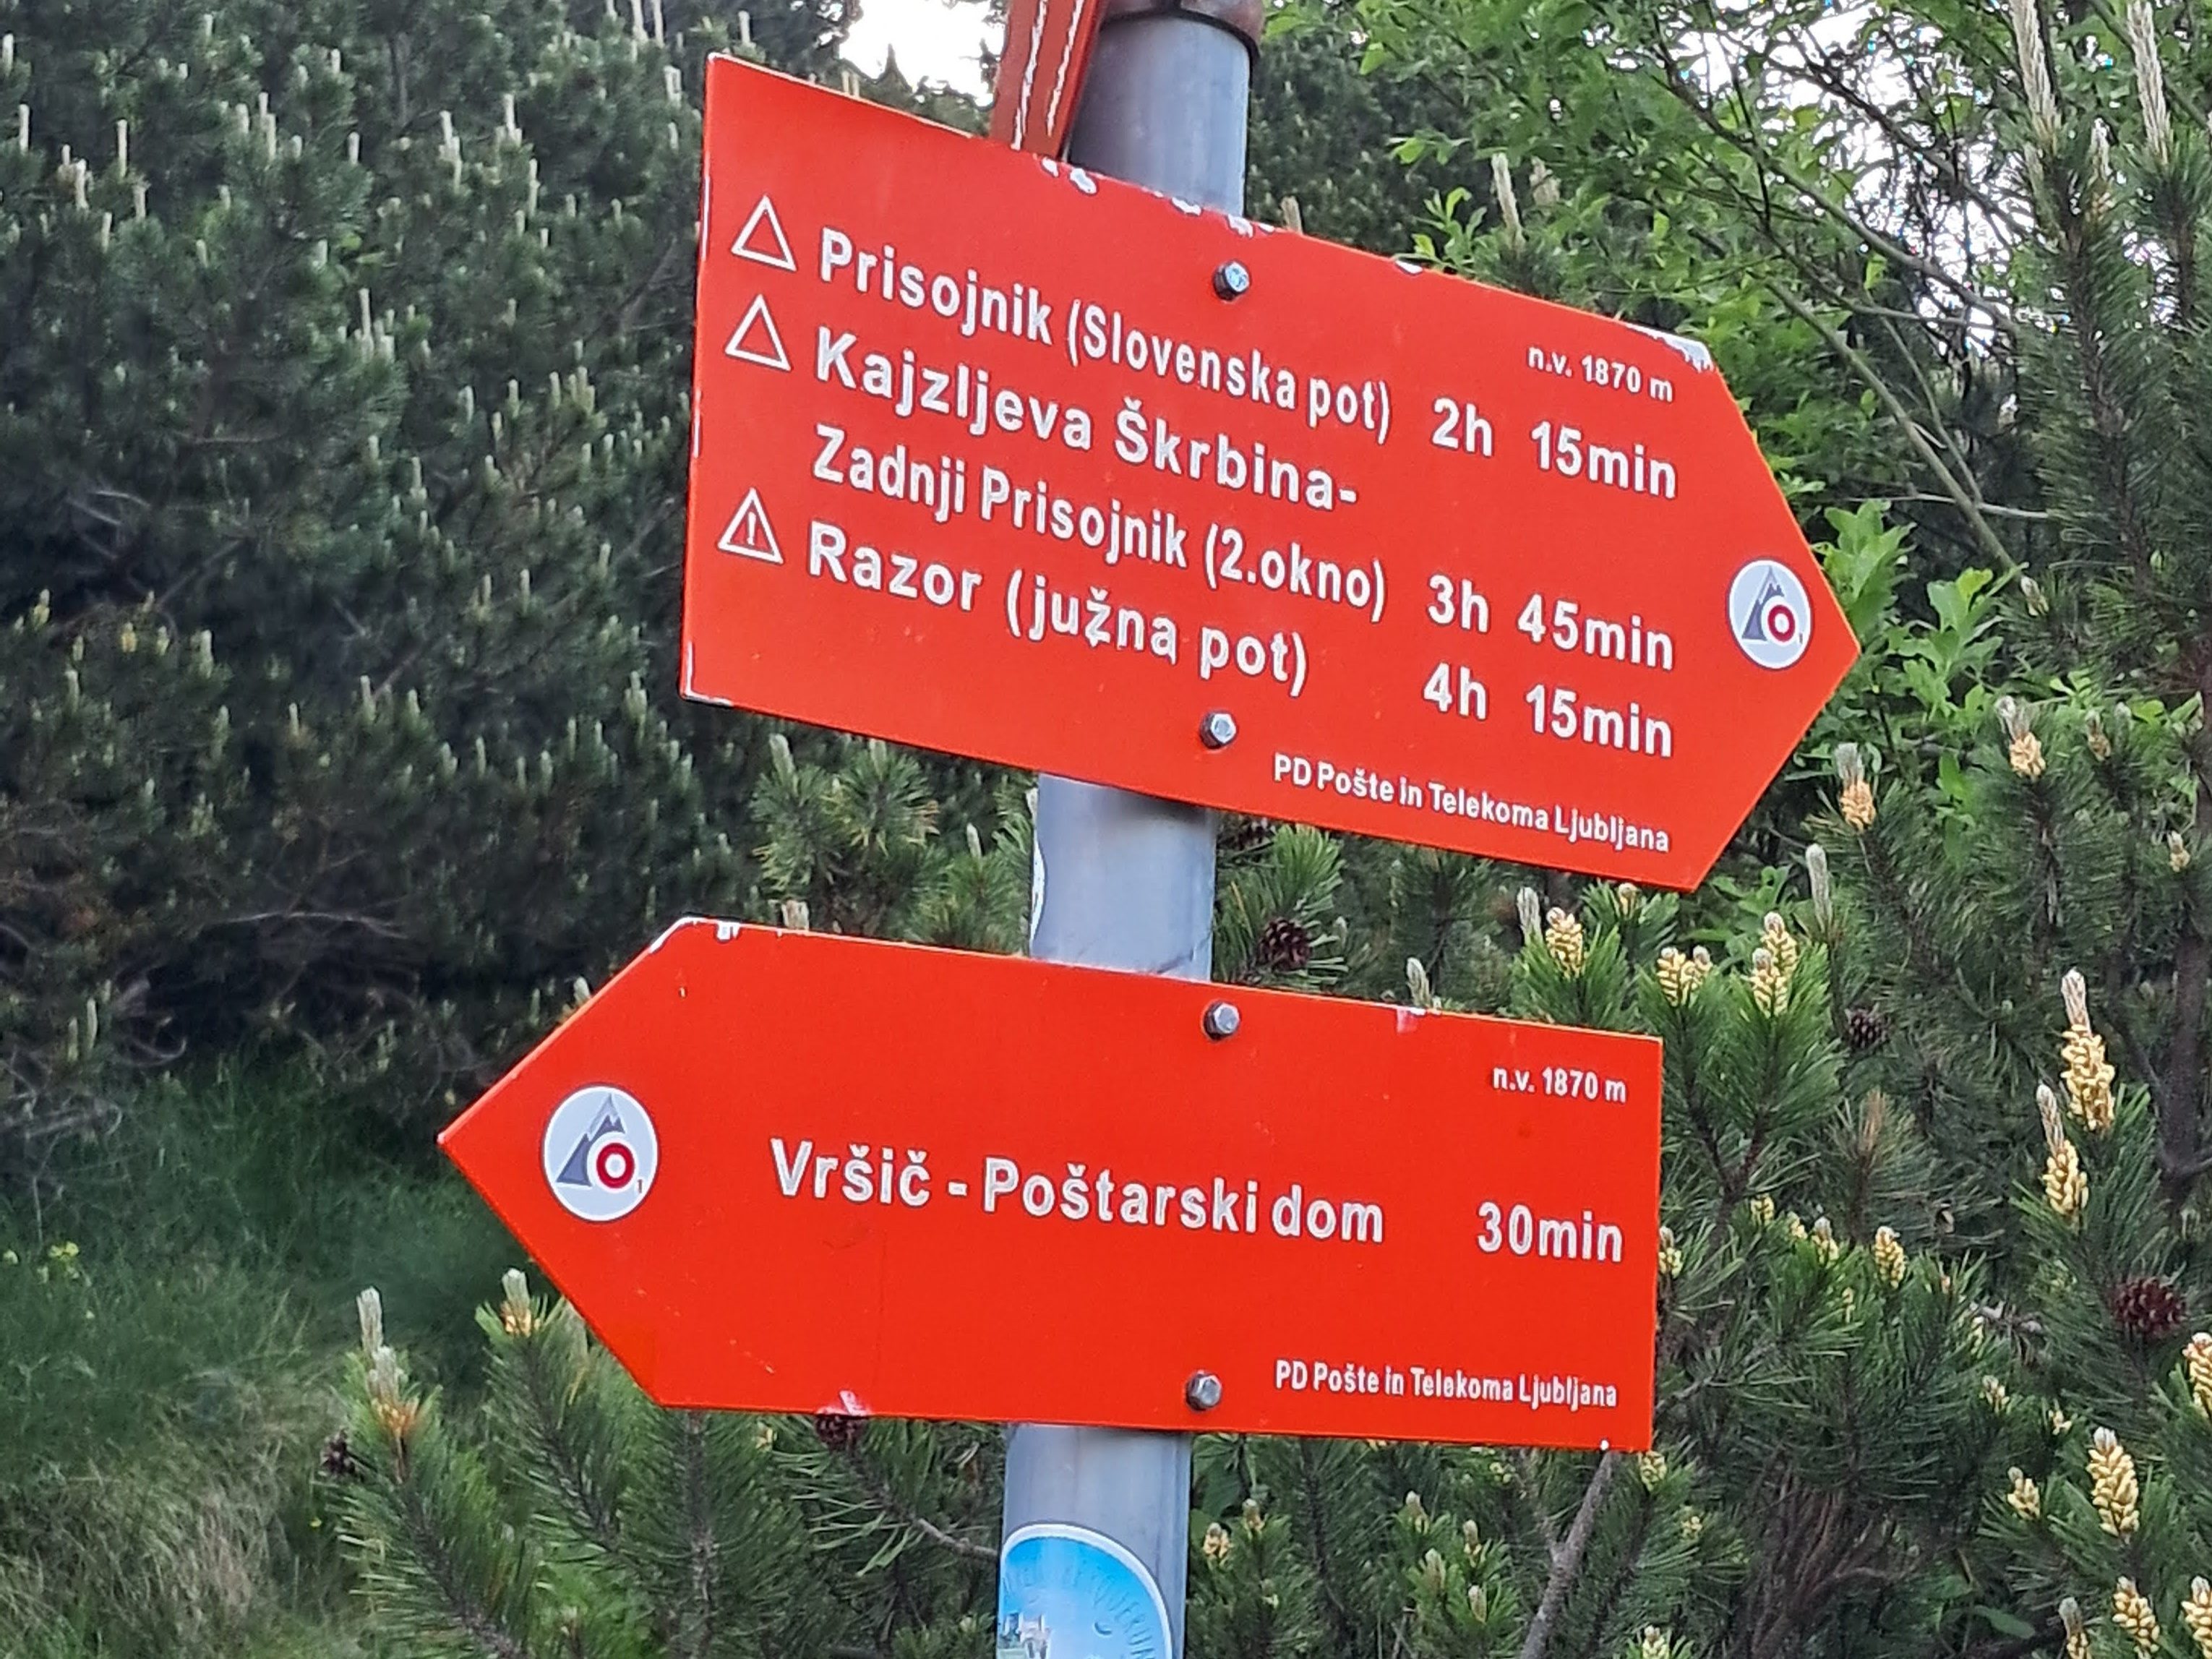 n.v. 1870 m
Prisojnik (Slovenska pot) 2h 15min
Kajzljeva Škrbina-
Zadnji Prisojnik (2.okno) 3h 45min
Razor (južna pot) 4h 15min
PD Pošte in Telekoma Ljubljana
n.v. 1870 m
Vršič - Poštarski dom 30min
PD Pošte in Telekoma Ljubljana